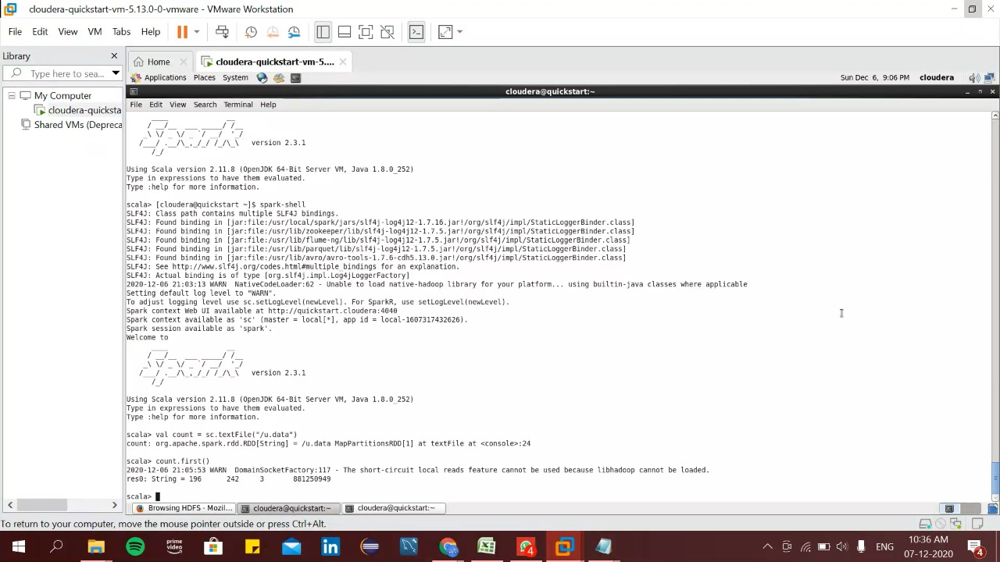 cloudera-quickstart-vm-5.13.0-0-vmware - VMware Workstation
File Edit View VM Tabs Help
Library
Type here to sea...
My Computer
cloudera-quicksta
Shared VMs (Depreca
Home
cloudera-quickstart-vm-5....
Applications Places System
Sun Dec 6, 9:06 PM cloudera
cloudera@quickstart:~
File Edit View Search Terminal Help
version 2.3.1
Using Scala version 2.11.8 (OpenJDK 64-Bit Server VM, Java 1.8.0_252)
Type in expressions to have them evaluated.
Type :help for more information.
scala> [cloudera@quickstart ~]$ spark-shell
SLF4J: Class path contains multiple SLF4J bindings.
SLF4J: Found binding in [jar:file:/usr/local/spark/jars/slf4j-log4j12-1.7.16.jar!/org/slf4j/impl/StaticLoggerBinder.class]
SLF4J: Found binding in [jar:file:/usr/lib/zookeeper/lib/slf4j-log4j12-1.7.5.jar!/org/slf4j/impl/StaticLoggerBinder.class]
SLF4J: Found binding in [jar:file:/usr/lib/flume-ng/lib/slf4j-log4j12-1.7.5.jar!/org/slf4j/impl/StaticLoggerBinder.class]
SLF4J: Found binding in [jar:file:/usr/lib/parquet/lib/slf4j-log4j12-1.7.5.jar!/org/slf4j/impl/StaticLoggerBinder.class]
SLF4J: Found binding in [jar:file:/usr/lib/avro/avro-tools-1.7.6-cdh5.13.0.jar!/org/slf4j/impl/StaticLoggerBinder.class]
SLF4J: See http://www.slf4j.org/codes.html#multiple_bindings for an explanation.
SLF4J: Actual binding is of type [org.slf4j.impl.Log4jLoggerFactory]
2020-12-06 21:03:13 WARN  NativeCodeLoader:62 - Unable to load native-hadoop library for your platform... using builtin-java classes where applicable
Setting default log level to "WARN".
To adjust logging level use sc.setLogLevel(newLevel). For SparkR, use setLogLevel(newLevel).
Spark context Web UI available at http://quickstart.cloudera:4040
Spark context available as 'sc' (master = local[*], app id = local-1607317432626).
Spark session available as 'spark'.
Welcome to
version 2.3.1
Using Scala version 2.11.8 (OpenJDK 64-Bit Server VM, Java 1.8.0_252)
Type in expressions to have them evaluated.
Type :help for more information.
scala> val count = sc.textFile("/u.data")
count: org.apache.spark.rdd.RDD[String] = /u.data MapPartitionsRDD[1] at textFile at <console>:24
scala> count.first()
2020-12-06 21:05:53 WARN  DomainSocketFactory:117 - The short-circuit local reads feature cannot be used because libhadoop cannot be loaded.
res0: String = 196 242 3 881250949
scala>
Browsing HDFS - Mozil...
cloudera@quickstart:~
cloudera@quickstart:~
To return to your computer, move the mouse pointer outside or press Ctrl+Alt.
prime video
4
ENG
10:36 AM
07-12-2020
4